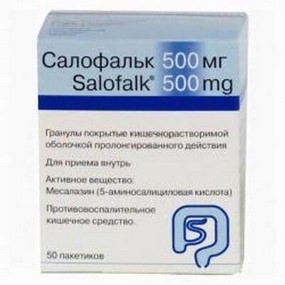 Салофальк 500 мг
Salofalk® 500 mg
Гранулы покрытые кишечнорастворимой
оболочкой пролонгированного действия
Для приема внутрь
Активное вещество:
Месалазин (5-аминосалициловая кислота)
Противовоспалительное
кишечное средство.
50 пакетиков